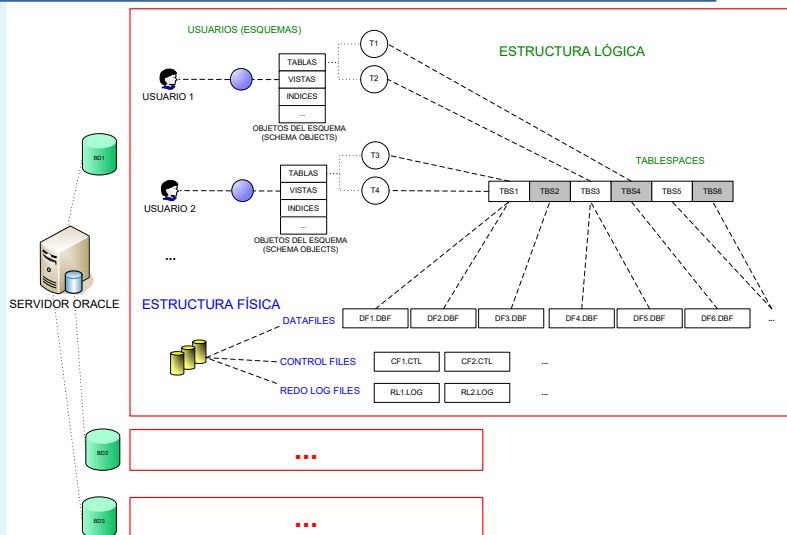 USUARIOS (ESQUEMAS)
ESTRUCTURA LÓGICA
T1
TABLAS
VISTAS
INDICES
...
T2
USUARIO 1
OBJETOS DEL ESQUEMA
(SCHEMA OBJECTS)
BD1
T3
TABLESPACES
TABLAS
VISTAS
INDICES
...
T4
TBS1
TBS2
TBS3
TBS4
TBS5
TBS6
USUARIO 2
OBJETOS DEL ESQUEMA
(SCHEMA OBJECTS)
...
SERVIDOR ORACLE
ESTRUCTURA FÍSICA
DATAFILES
DF1.DBF
DF2.DBF
DF3.DBF
DF4.DBF
DF5.DBF
DF6.DBF
...
CONTROL FILES
CF1.CTL
CF2.CTL
...
REDO LOG FILES
RL1.LOG
RL2.LOG
...
BD2
...
BD3
...